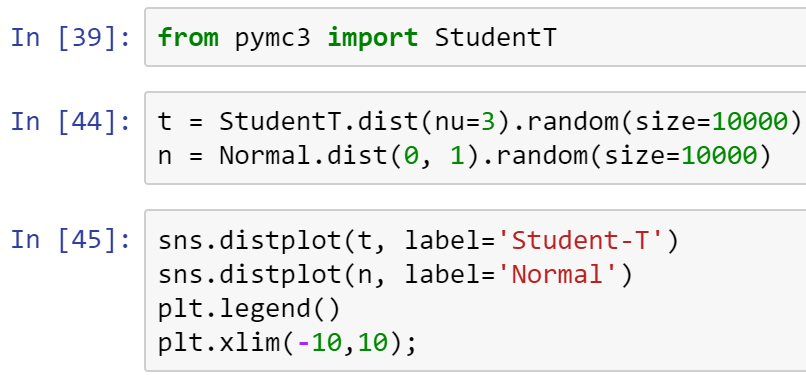 In [39]: from pymc3 import StudentT
In [44]: t = StudentT.dist(nu=3).random(size=10000)
n = Normal.dist(0, 1).random(size=10000)
In [45]: sns.distplot(t, label='Student-T')
sns.distplot(n, label='Normal')
plt.legend()
plt.xlim(-10,10);